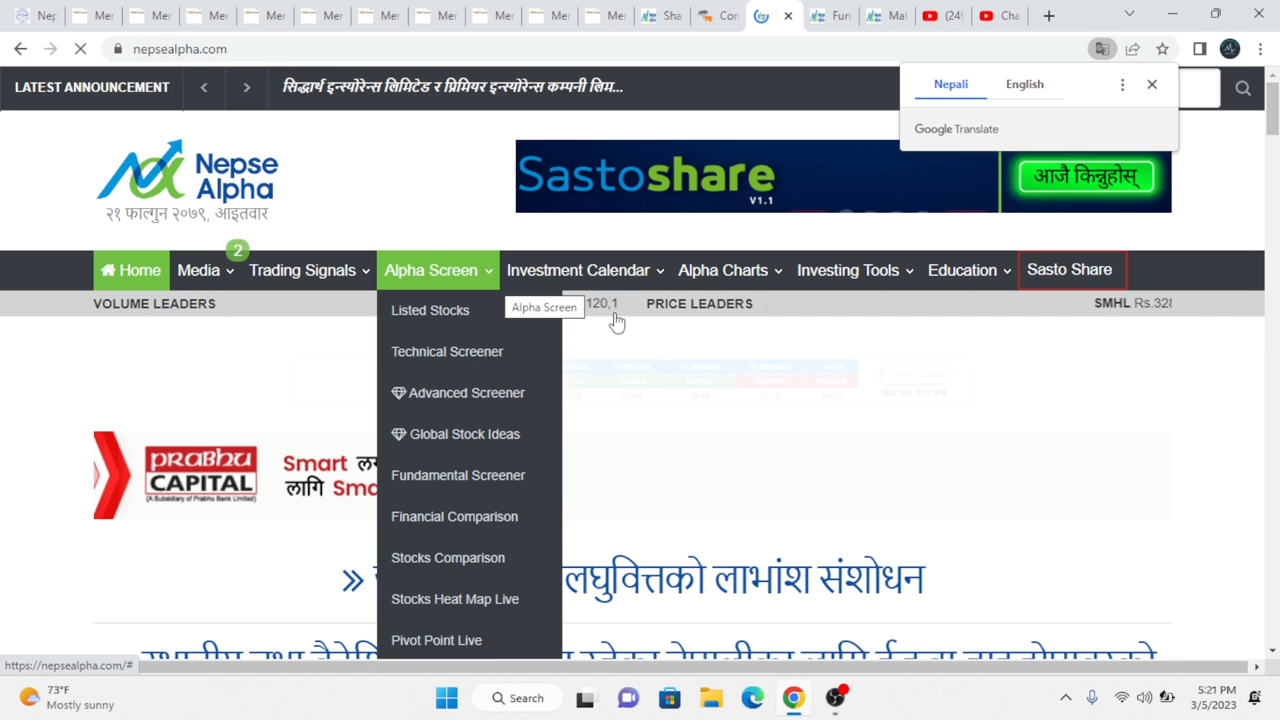 Nep
Mer
Mer
Mer
Mer
Mer
Mer
Mer
Mer
Mer
Mer
Sha
Con
Fun
Mal
(249
Cha
nepsealpha.com
LATEST ANNOUNCEMENT
सिद्धार्थ इन्स्योरेन्स लिमिटेड र प्रिमियर इन्स्योरेन्स कम्पनी लिम...
Nepali
English
Google Translate
Nepse
Alpha
२१ फाल्गुन २०७९, आइतवार
Sastoshare
V1.1
आजै किन्नुहोस्
2
Home
Media
Trading Signals
Alpha Screen
Investment Calendar
Alpha Charts
Investing Tools
Education
Sasto Share
VOLUME LEADERS
120,1
PRICE LEADERS
SMHL Rs.328
Alpha Screen
Listed Stocks
Technical Screener
Advanced Screener
Global Stock Ideas
Fundamental Screener
Financial Comparison
Stocks Comparison
Stocks Heat Map Live
Pivot Point Live
PRABHU
CAPITAL
(A Subsidiary of Prabhu Bank Limited)
Smart
लागि Sma
लघुवित्तको लाभांश संशोधन
https://nepsealpha.com/#
73°F
Mostly sunny
Search
5:21 PM
3/5/2023